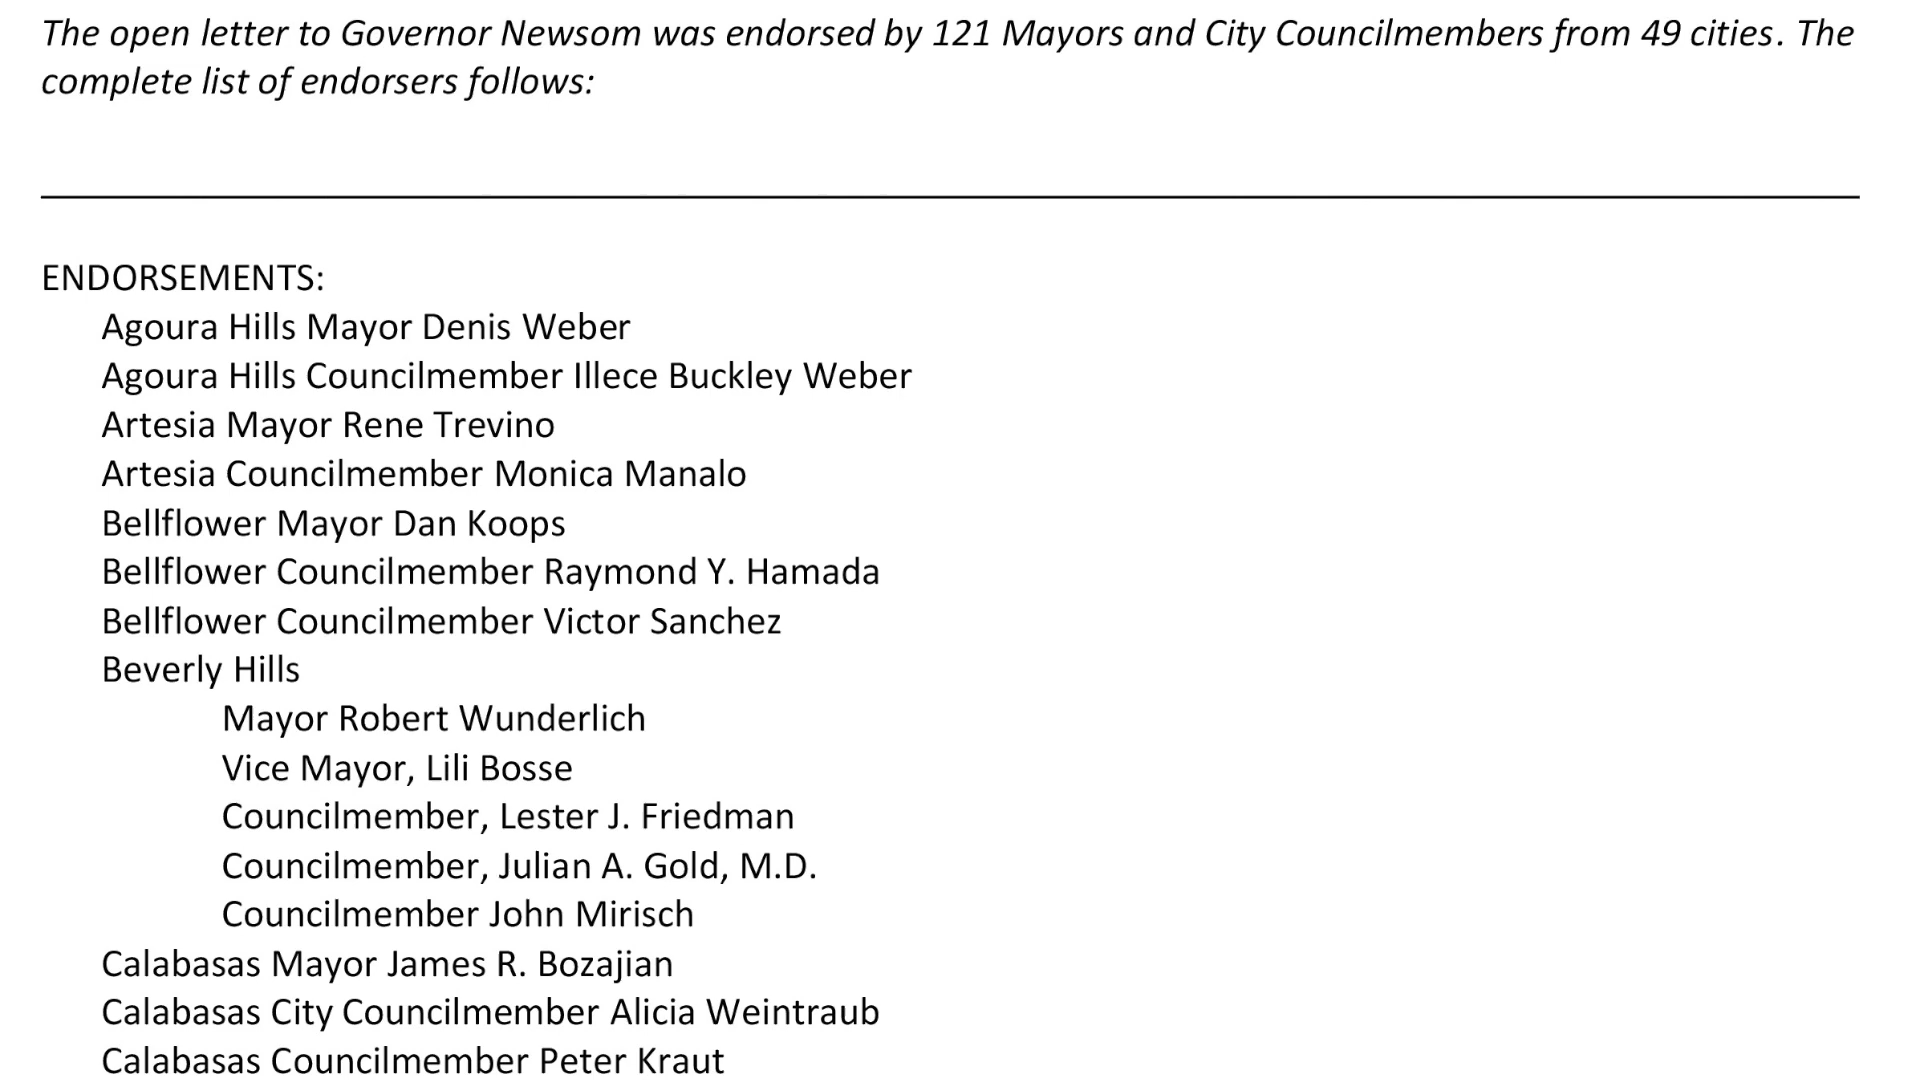 The open letter to Governor Newsom was endorsed by 121 Mayors and City Councilmembers from 49 cities. The
complete list of endorsers follows:
ENDORSEMENTS:
Agoura Hills Mayor Denis Weber
Agoura Hills Councilmember Illece Buckley Weber
Artesia Mayor Rene Trevino
Artesia Councilmember Monica Manalo
Bellflower Mayor Dan Koops
Bellflower Councilmember Raymond Y. Hamada
Bellflower Councilmember Victor Sanchez
Beverly Hills
Mayor Robert Wunderlich
Vice Mayor, Lili Bosse
Councilmember, Lester J. Friedman
Councilmember, Julian A. Gold, M.D.
Councilmember John Mirisch
Calabasas Mayor James R. Bozajian
Calabasas City Councilmember Alicia Weintraub
Calabasas Councilmember Peter Kraut